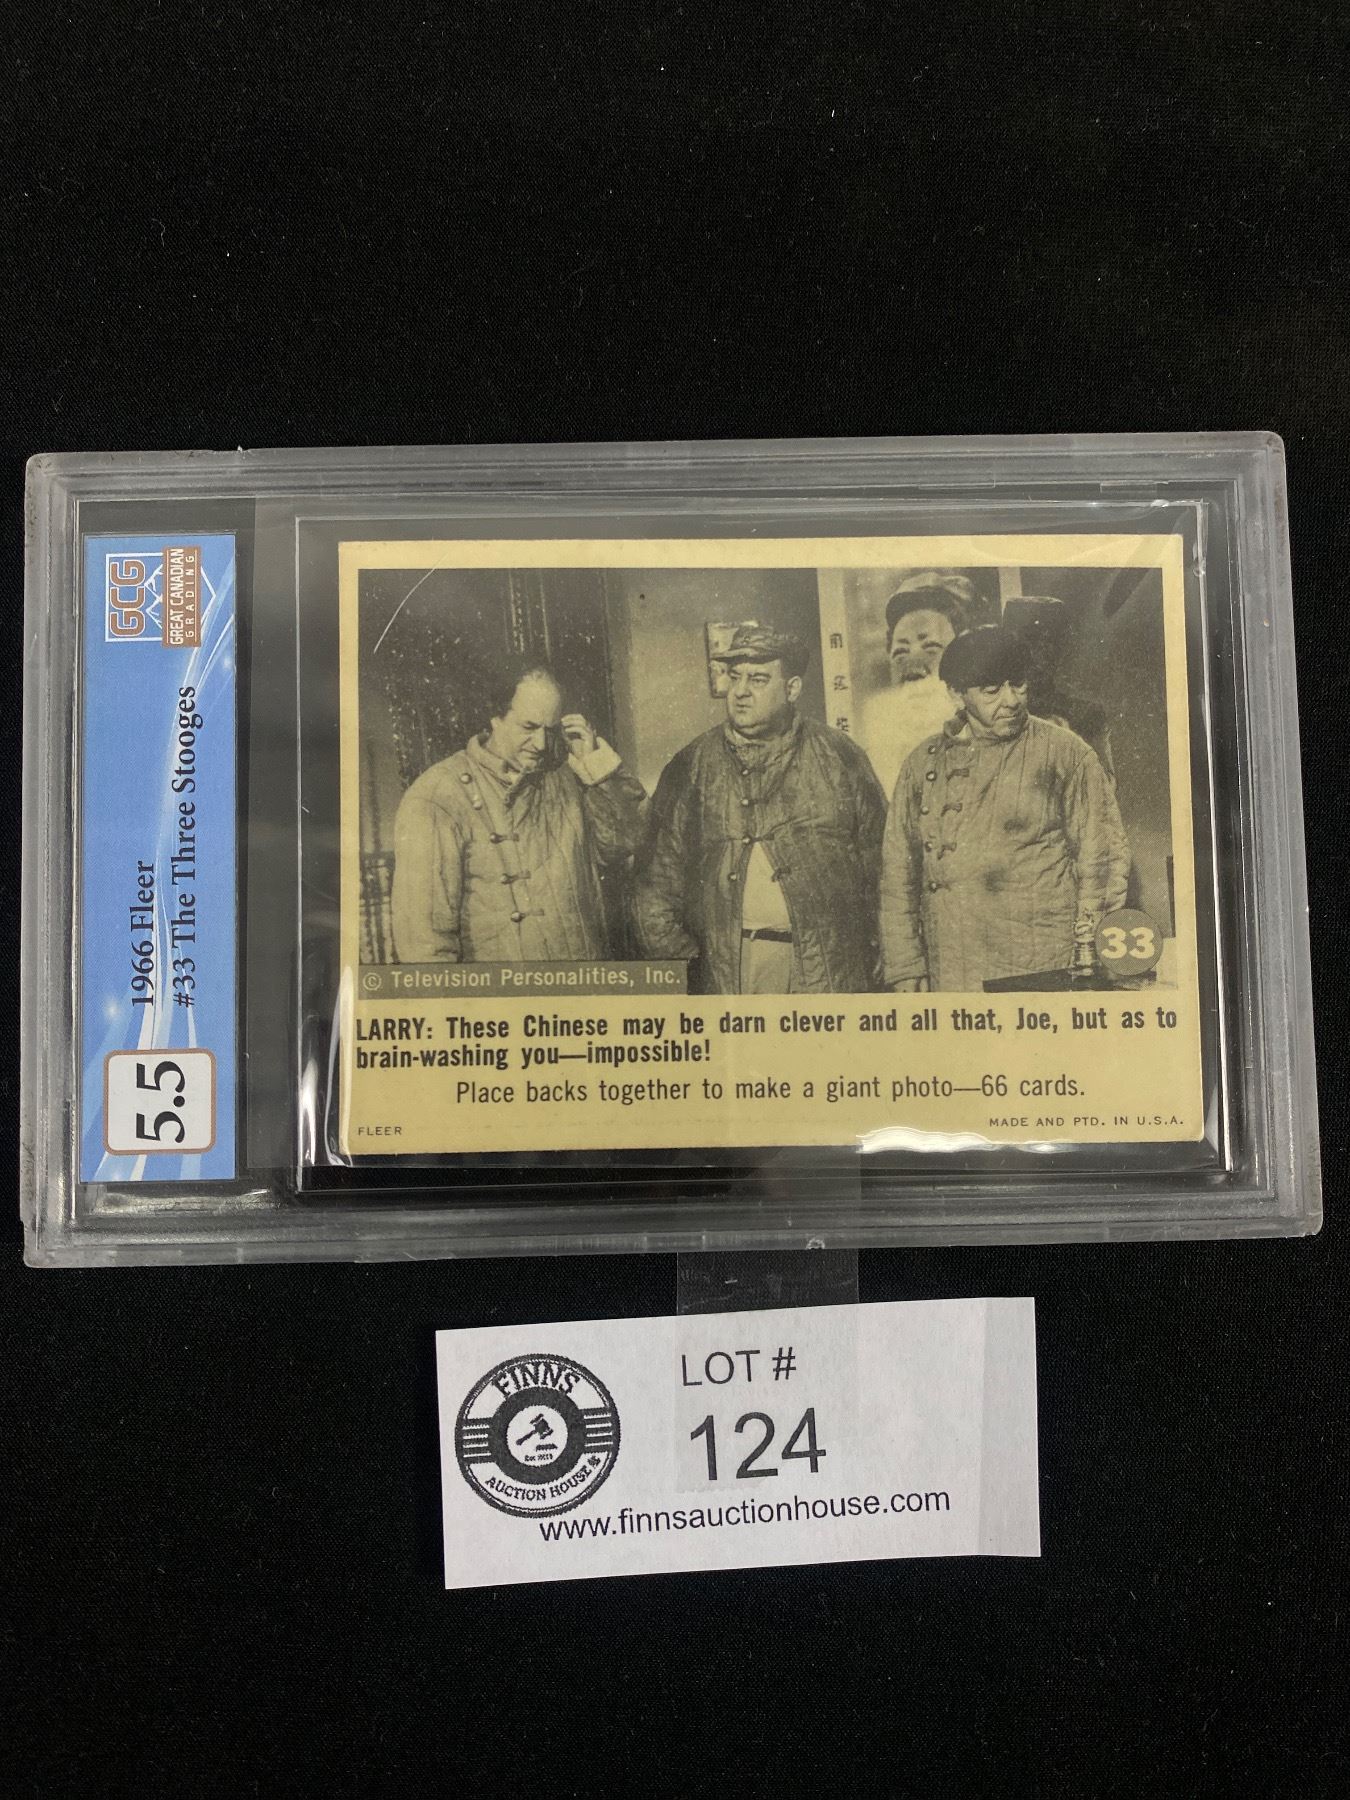 GCG
GREAT CANADIAN
GRADING
1966 Fleer
#33 The Three Stooges
5.5
33
© Television Personalities, Inc.
LARRY: These Chinese may be darn clever and all that, Joe, but as to
brain-washing you—impossible!
Place backs together to make a giant photo—66 cards.
FLEER
MADE AND PTD. IN U.S.A.
FINNS
AUCTION HOUSE
LOT #
124
www.finnsauctionhouse.com